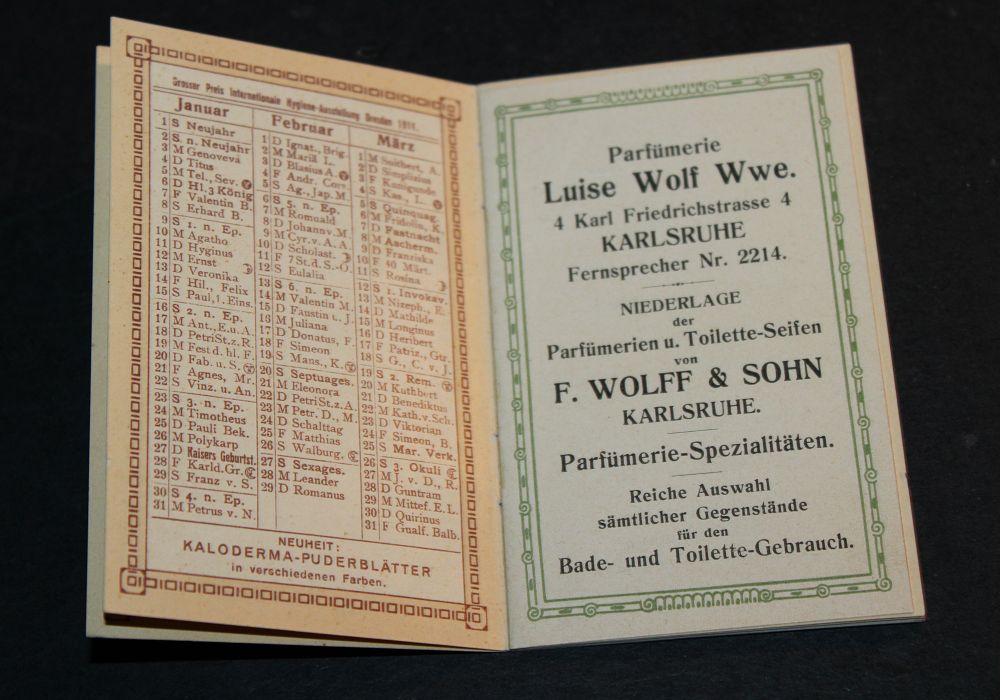 Grosser Preis Internationale Hygiene-Ausstellung Dresden 1911.
Januar
1 S Neujahr
2 S n. Neujahr
3 M Genoveva
4 D Titus
5 M Tel., Sev.
6 D Hl. 3 König
7 F Valentin B.
8 S Erhard B.
9 S 1. n. Ep.
10 M Agatho
11 D Hyginus
12 M Ernst
13 D Veronika
14 F Hil., Felix
15 S Paul, 1. Eins.
16 S 2. n. Ep.
17 M Ant., E.u.A.
18 D PetriSt.z.R.
19 M Fest d. hl. F.
20 D Fab. u. S.
21 F Agnes, Mr.
22 S Vinz. u. An.
23 S 3. n. Ep.
24 M Timotheus
25 D Pauli Bek.
26 M Polykarp
27 D Kaisers Geburtst.
28 F Karld.Gr.
29 S Franz v. S.
30 S 4. n. Ep.
31 M Petrus v. N.
Februar
1 D Ignat., Brig.
2 M Mariä L.
3 D Blasius A.
4 F Andr. Cors.
5 S Ag., Jap. M.
6 S 5. n. Ep.
7 M Romuald
8 D Johannv.M.
9 M Cyr. v. A. A.
10 D Scholast.
11 F 7 St.d. S.-O.
12 S Eulalia
13 S 6. n. Ep.
14 M Valentin M.
15 D Faustin u. J.
16 M Juliana
17 D Donatus, F.
18 F Simeon
19 S Mans., K.
20 S Septuages.
21 M Eleonora
22 D PetriSt.z.A.
23 M Petr. D., M.
24 D Schalttag
25 F Matthias
26 S Walburg.
27 S Sexages.
28 M Leander
29 D Romanus
März
1 M Suitbert, A.
2 D Simplizius
3 F Kunigunde
4 S Kas., L.
5 S Quinquag.
6 M Fridolin, K.
7 D Fastnacht
8 M Ascherm.
9 D Franziska
10 F 40 Märt.
11 S Rosina
12 S 1. Invokav.
13 M Nizeph., E.
14 D Mathilde
15 M Longinus
16 D Heribert
17 F Patriz., Gtr.
18 S G., C. v. J.
19 S 2. Rem.
20 M Kuthbert
21 D Benediktus
22 M Kath.v.Sch.
23 D Viktorian
24 F Simeon, B.
25 S Mar. Verk.
26 S 3. Okuli
27 M J. v. D., R.
28 D Guntram
29 M Mittef. E. L.
30 D Quirinus
31 F Gualf. Balb.
NEUHEIT:
KALODERMA-PUDERBLÄTTER
in verschiedenen Farben.
Parfümerie
Luise Wolf Wwe.
4 Karl Friedrichstrasse 4
KARLSRUHE
Fernsprecher Nr. 2214.
NIEDERLAGE
der
Parfümerien u. Toilette-Seifen
von
F. WOLFF & SOHN
KARLSRUHE.
Parfümerie-Spezialitäten.
Reiche Auswahl
sämtlicher Gegenstände
für den
Bade- und Toilette-Gebrauch.